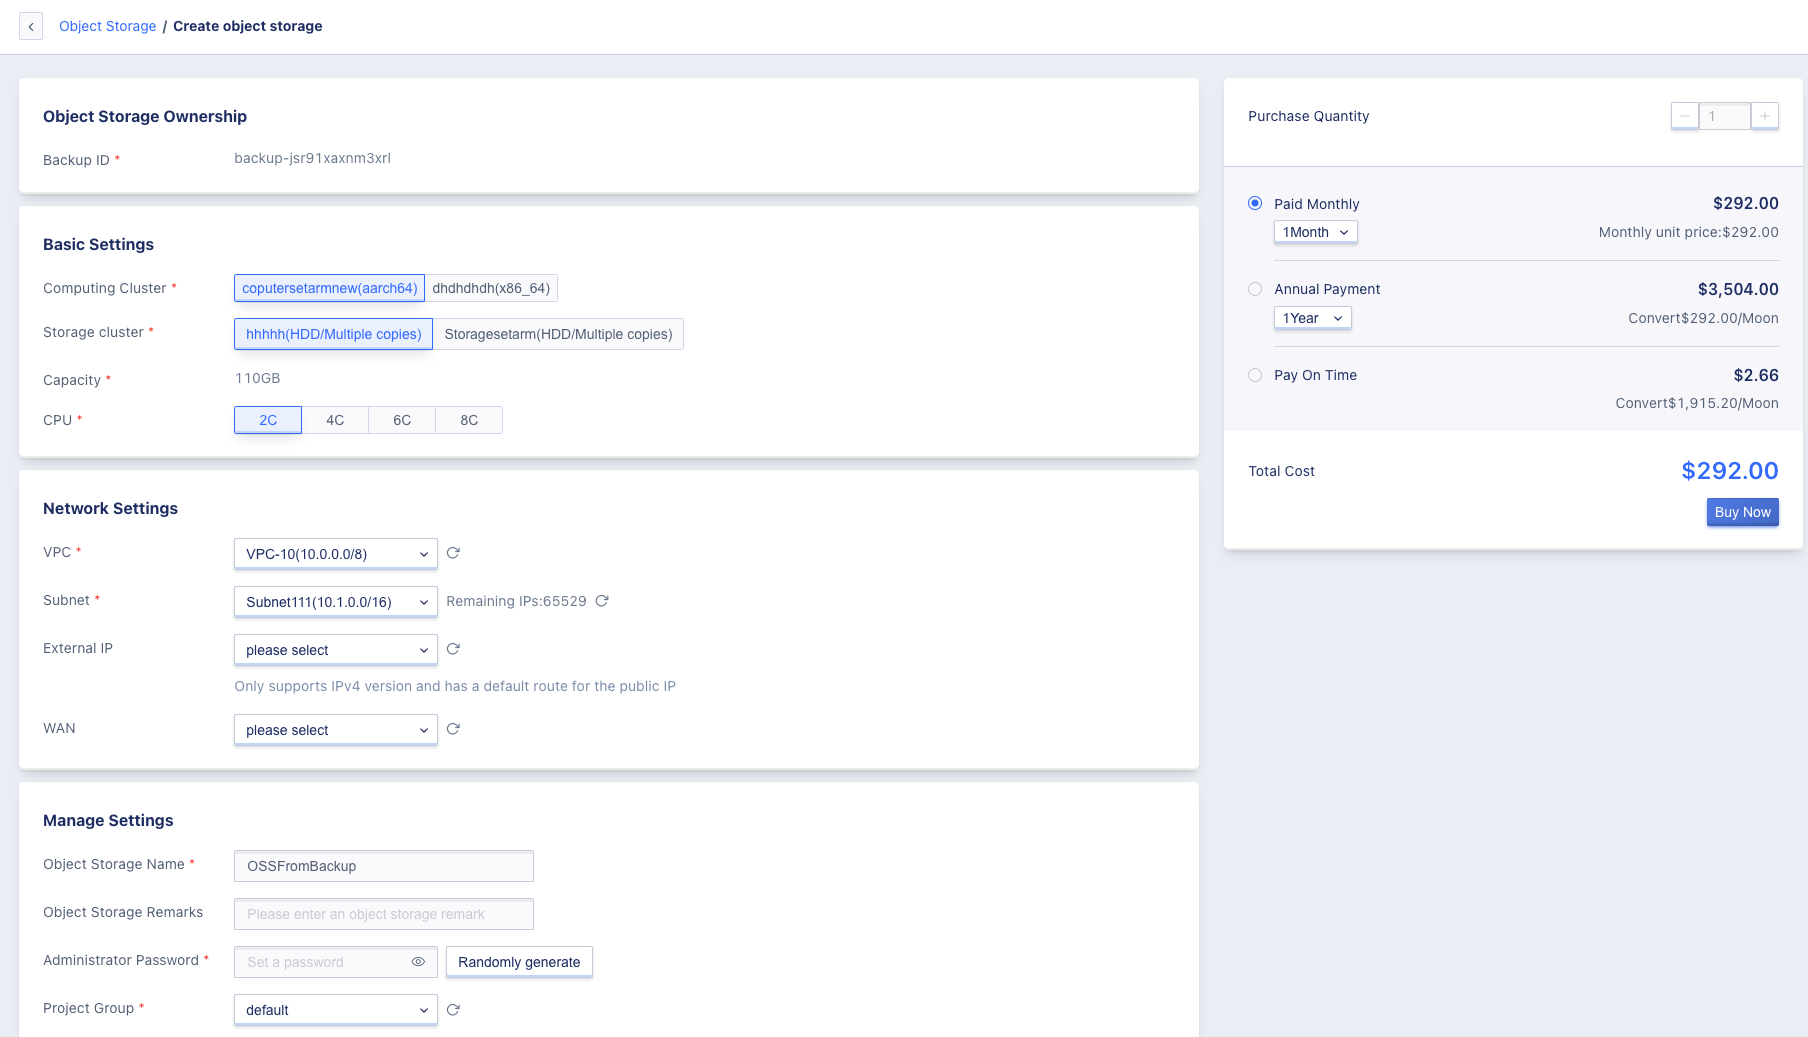 Object Storage / Create object storage
Object Storage Ownership
Backup ID *
backup-jsr91xaxnm3xrl
Basic Settings
Computing Cluster *
coputersetarmnew(aarch64)
dhdhdhdh(x86_64)
Storage cluster *
hhhhh(HDD/Multiple copies)
Storagesetarm(HDD/Multiple copies)
Capacity *
110GB
CPU *
2C
4C
6C
8C
Network Settings
VPC *
VPC-10(10.0.0.0/8)
Subnet *
Subnet111(10.1.0.0/16)
Remaining IPs:65529
External IP
please select
Only supports IPv4 version and has a default route for the public IP
WAN
please select
Manage Settings
Object Storage Name *
OSSFromBackup
Object Storage Remarks
Please enter an object storage remark
Administrator Password *
Set a password
Randomly generate
Project Group *
default
Purchase Quantity
1
Paid Monthly
$292.00
1Month
Monthly unit price:$292.00
Annual Payment
$3,504.00
1Year
Convert$292.00/Moon
Pay On Time
$2.66
Convert$1,915.20/Moon
Total Cost
$292.00
Buy Now